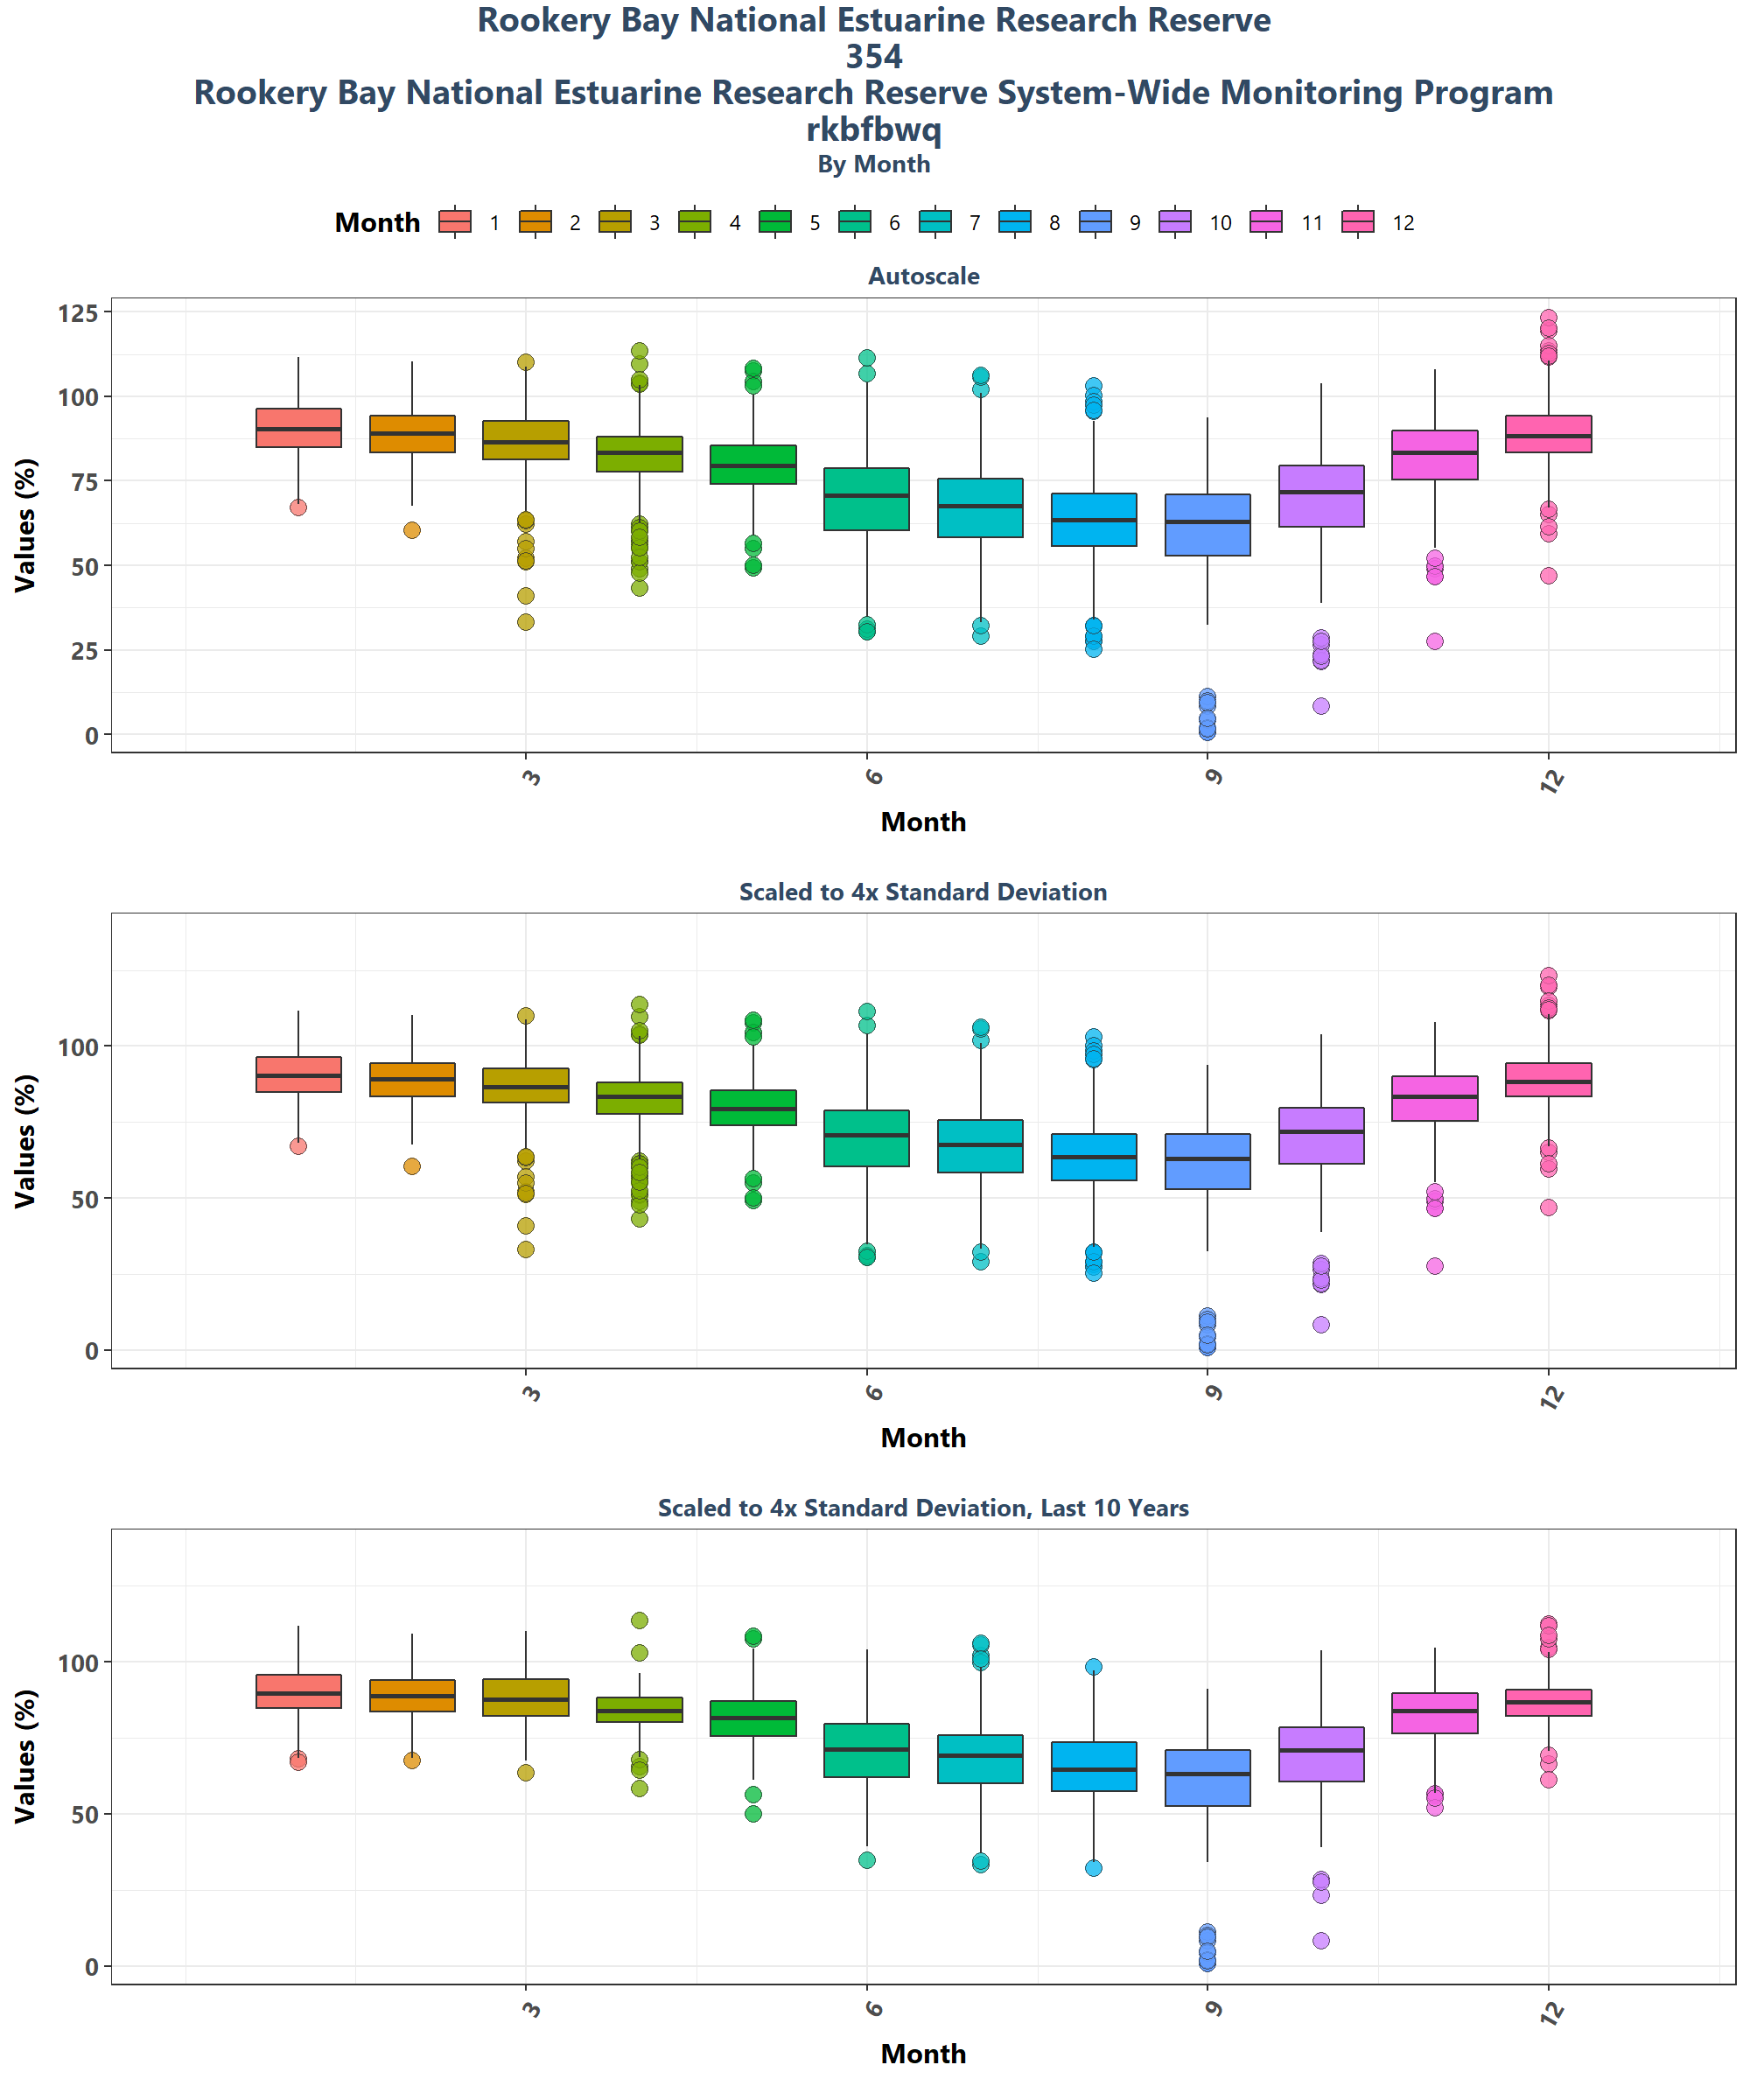 Rookery Bay National Estuarine Research Reserve
354
Rookery Bay National Estuarine Research Reserve System-Wide Monitoring Program
rkbfbwq
By Month
Month 1 2 3 4 5 6 7 8 9 10 11 12
Autoscale
Values (%)
125
100
75
50
25
0
3 6 9 12
Month
Scaled to 4x Standard Deviation
Values (%)
100
50
0
3 6 9 12
Month
Scaled to 4x Standard Deviation, Last 10 Years
Values (%)
100
50
0
3 6 9 12
Month